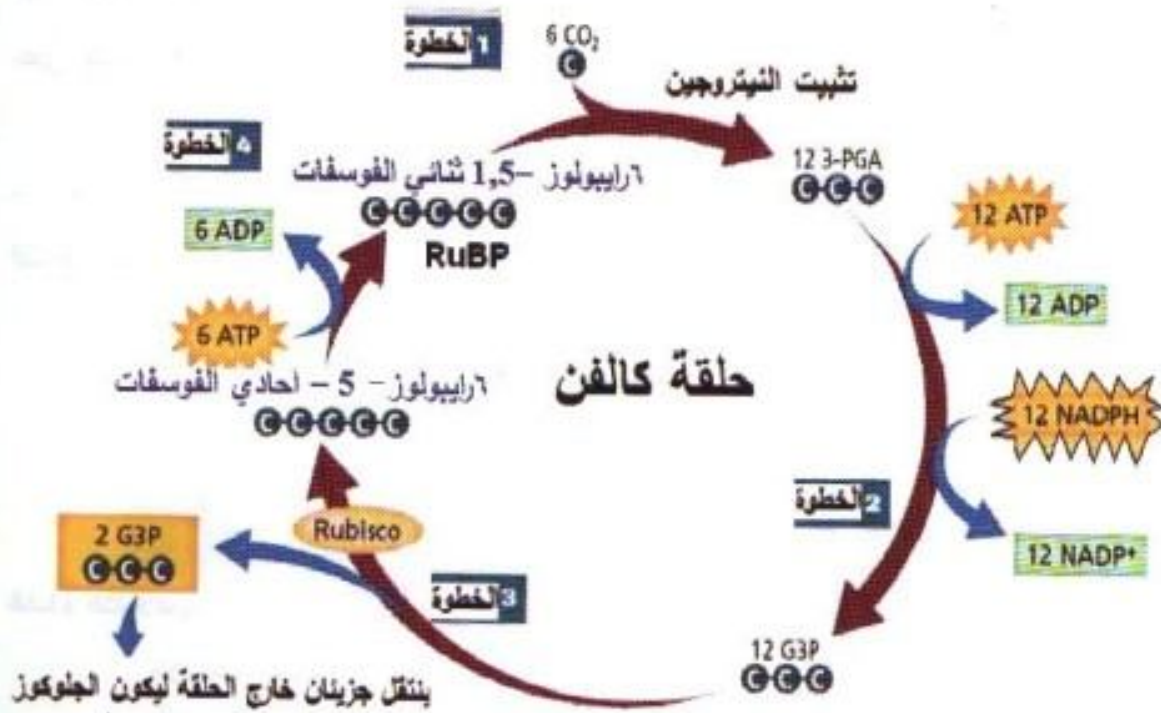 الخطوة 1
6 CO₂
C
تثبيت النيتروجين
12 3-PGA
C-C-C
12 ATP
12 ADP
12 NADPH
12 NADP⁺
الخطوة 2
12 G3P
C-C-C
الخطوة 3
Rubisco
2 G3P
C-C-C
ينتقل جزيئان خارج الحلقة ليكون الجلوكوز
٦رايبولوز- 5 - احادي الفوسفات
C-C-C-C-C
6 ATP
6 ADP
الخطوة 4
٦رايبولوز -1,5 ثنائي الفوسفات
C-C-C-C-C
RuBP
حلقة كالفن